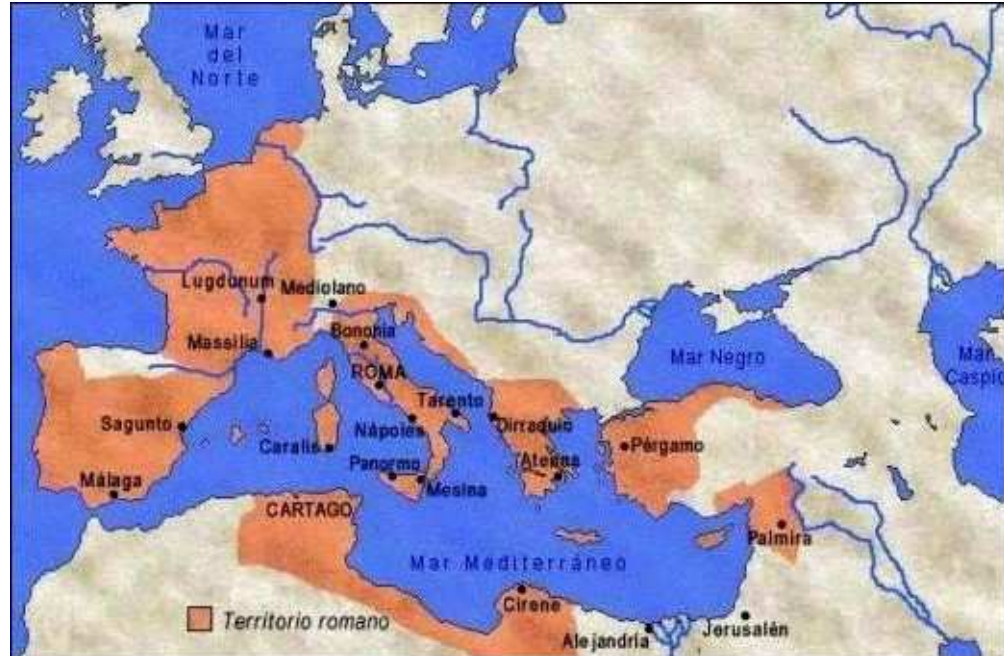 Mar
del
Norte
Lugdunum
Mediolano
Massilia
Bononia
ROMA
Mar Negro
Mar
Caspio
Sagunto
Caralis
Nápoles
Tarento
Dirraquio
Pérgamo
Málaga
Panormo
Mesina
Atenas
CARTAGO
Palmira
Mar Mediterráneo
Cirene
Territorio romano
Alejandría
Jerusalén